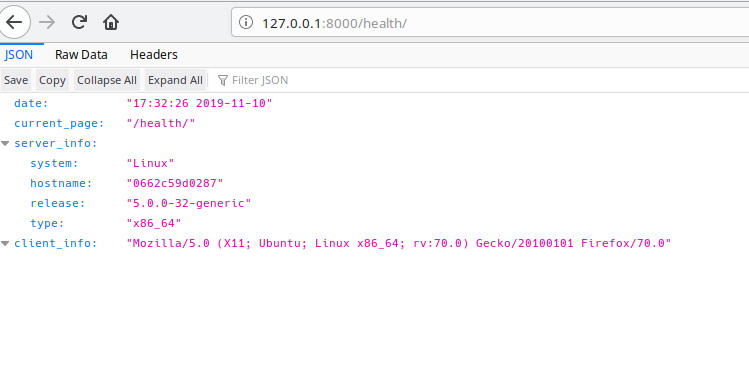 127.0.0.1:8000/health/
JSON Raw Data Headers
Save Copy Collapse All Expand All Filter JSON
date: "17:32:26 2019-11-10"
current_page: "/health/"
server_info:
system: "Linux"
hostname: "0662c59d0287"
release: "5.0.0-32-generic"
type: "x86_64"
client_info: "Mozilla/5.0 (X11; Ubuntu; Linux x86_64; rv:70.0) Gecko/20100101 Firefox/70.0"